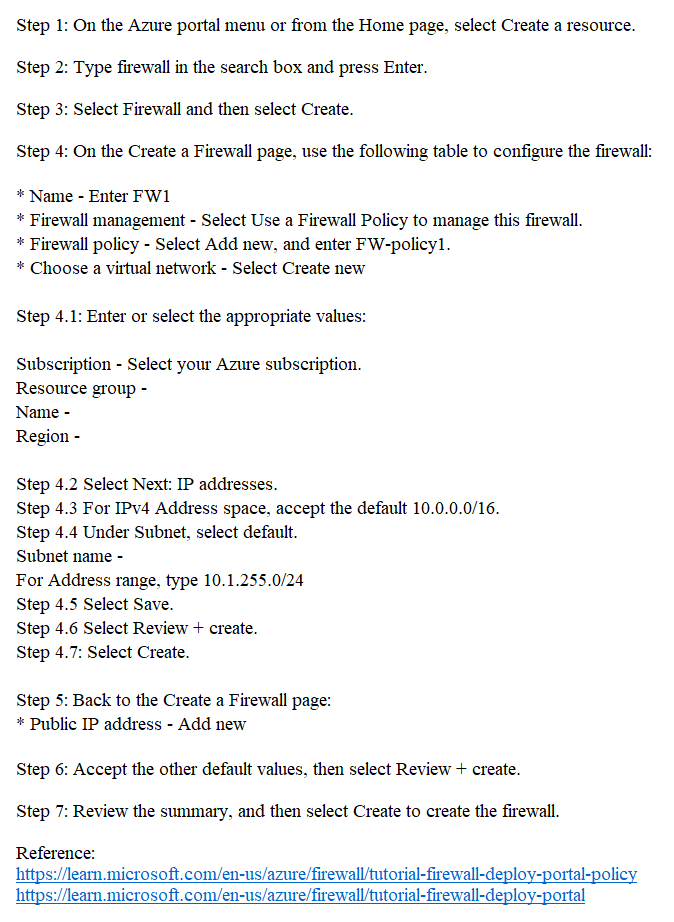 Step 1: On the Azure portal menu or from the Home page, select Create a resource.
Step 2: Type firewall in the search box and press Enter.
Step 3: Select Firewall and then select Create.
Step 4: On the Create a Firewall page, use the following table to configure the firewall:
* Name - Enter FW1
* Firewall management - Select Use a Firewall Policy to manage this firewall.
* Firewall policy - Select Add new, and enter FW-policy1.
* Choose a virtual network - Select Create new
Step 4.1: Enter or select the appropriate values:
Subscription - Select your Azure subscription.
Resource group -
Name -
Region -
Step 4.2 Select Next: IP addresses.
Step 4.3 For IPv4 Address space, accept the default 10.0.0.0/16.
Step 4.4 Under Subnet, select default.
Subnet name -
For Address range, type 10.1.255.0/24
Step 4.5 Select Save.
Step 4.6 Select Review + create.
Step 4.7: Select Create.
Step 5: Back to the Create a Firewall page:
* Public IP address - Add new
Step 6: Accept the other default values, then select Review + create.
Step 7: Review the summary, and then select Create to create the firewall.
Reference:
https://learn.microsoft.com/en-us/azure/firewall/tutorial-firewall-deploy-portal-policy
https://learn.microsoft.com/en-us/azure/firewall/tutorial-firewall-deploy-portal